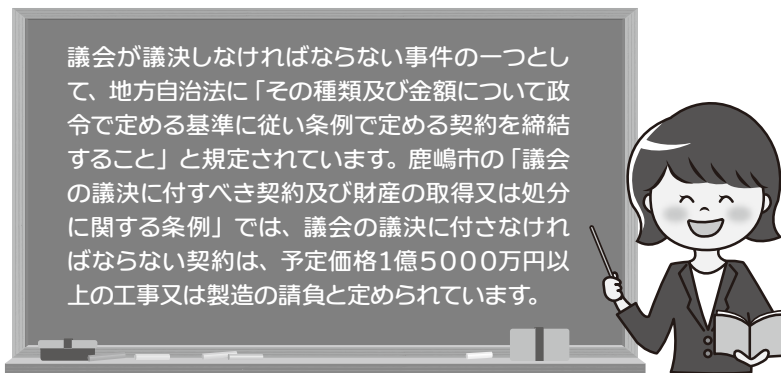 議会が議決しなければならない事件の一つとし
て、地方自治法に「その種類及び金額について政
令で定める基準に従い条例で定める契約を締結
すること」と規定されています。鹿嶋市の「議会
の議決に付すべき契約及び財産の取得又は処分
に関する条例」では、議会の議決に付さなけれ
ばならない契約は、予定価格1億5000万円以
上の工事又は製造の請負と定められています。